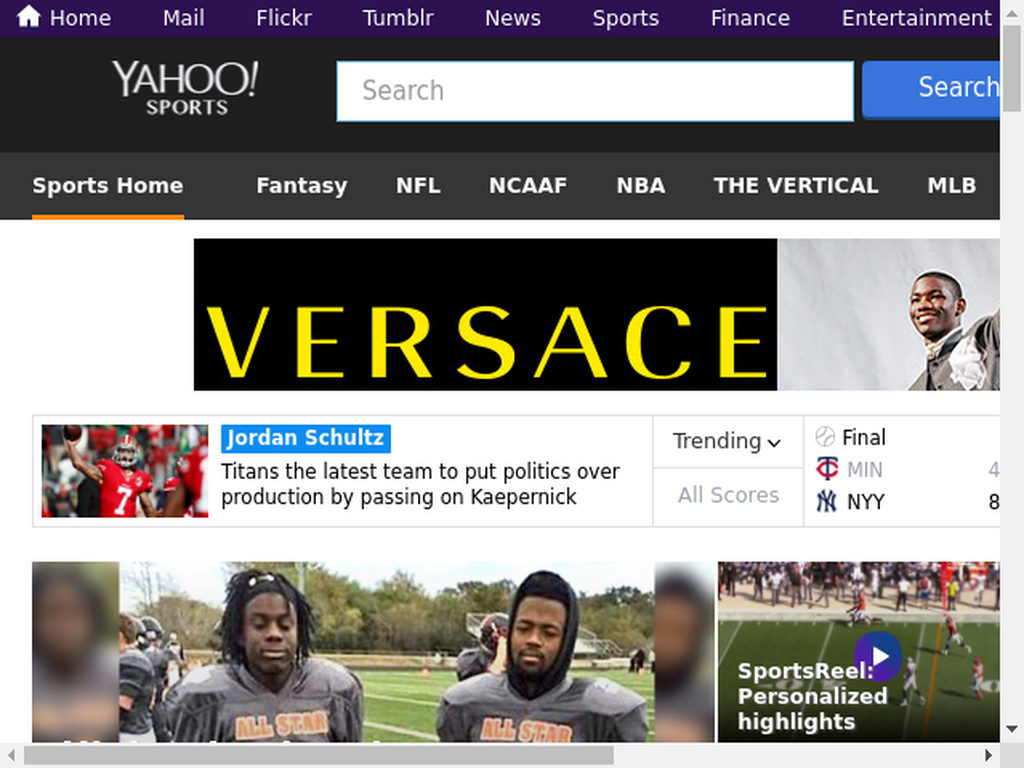 Home Mail Flickr Tumblr News Sports Finance Entertainment
YAHOO!
SPORTS
Search
Search
Sports Home Fantasy NFL NCAAF NBA THE VERTICAL MLB
VERSACE
Jordan Schultz
Titans the latest team to put politics over
production by passing on Kaepernick
Trending
All Scores
Final
MIN 4
NYY 8
7
ALL STAR
ALL STAR
SportsReel:
Personalized
highlights